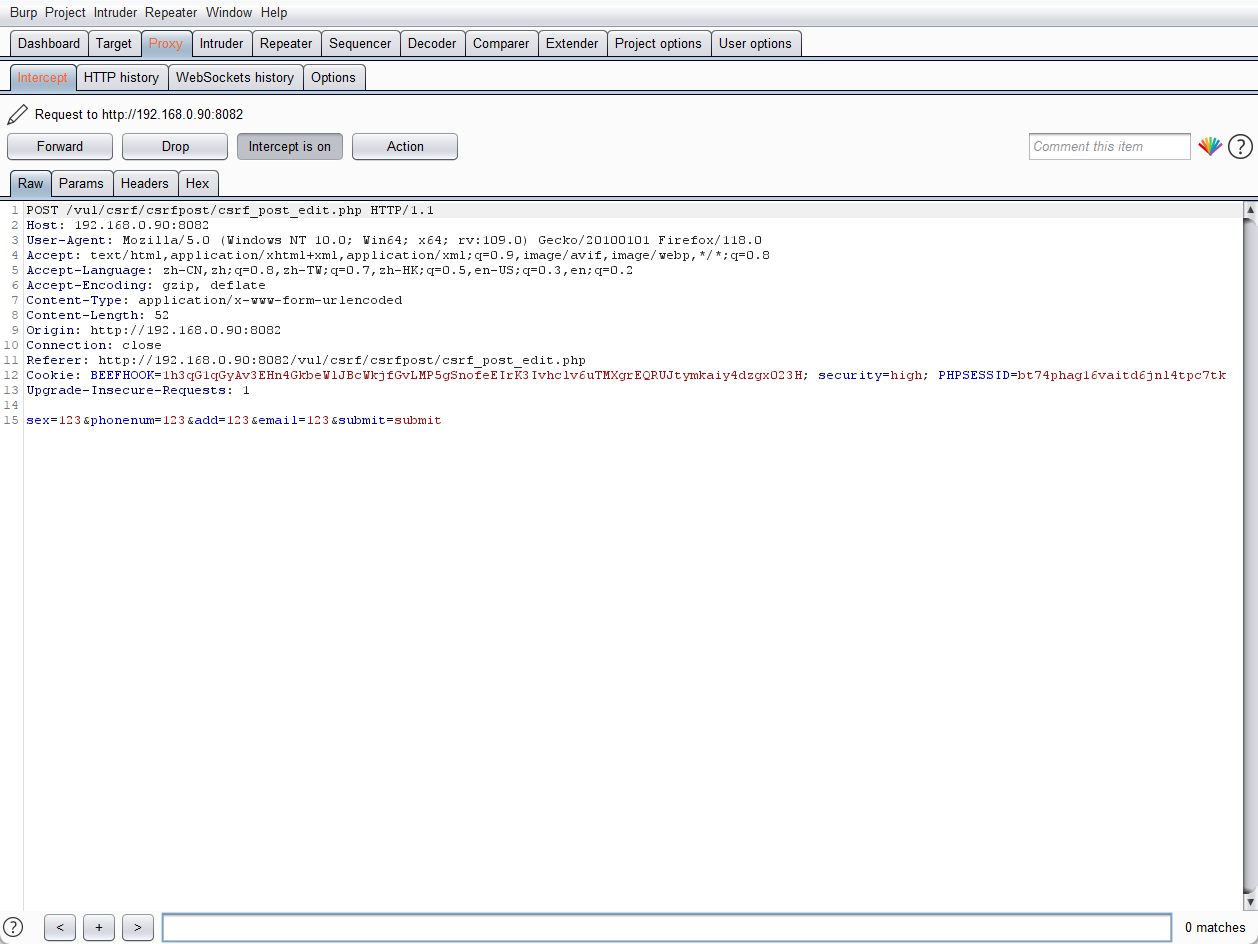 Burp Project Intruder Repeater Window Help
Dashboard Target Proxy Intruder Repeater Sequencer Decoder Comparer Extender Project options User options
Intercept HTTP history WebSockets history Options
Request to http://192.168.0.90:8082
Forward Drop Intercept is on Action Comment this item ?
Raw Params Headers Hex
1 POST /vul/csrf/csrfpost/csrf_post_edit.php HTTP/1.1
2 Host: 192.168.0.90:8082
3 User-Agent: Mozilla/5.0 (Windows NT 10.0; Win64; x64; rv:109.0) Gecko/20100101 Firefox/118.0
4 Accept: text/html,application/xhtml+xml,application/xml;q=0.9,image/avif,image/webp,*/*;q=0.8
5 Accept-Language: zh-CN,zh;q=0.8,zh-TW;q=0.7,zh-HK;q=0.5,en-US;q=0.3,en;q=0.2
6 Accept-Encoding: gzip, deflate
7 Content-Type: application/x-www-form-urlencoded
8 Content-Length: 52
9 Origin: http://192.168.0.90:8082
10 Connection: close
11 Referer: http://192.168.0.90:8082/vul/csrf/csrfpost/csrf_post_edit.php
12 Cookie: BEEFHOOK=lh3qGlqGyAv3EHn4GkbeWlJBcWkjfGvLMP5gSnofeEIrK3Ivhclv6uTMXgrEQRUJtymkaiy4dzgxO23H; security=high; PHPSESSID=bt74phag16vaitd6jnl4tpc7tk
13 Upgrade-Insecure-Requests: 1
14
15 sex=123&phonenum=123&add=123&email=123&submit=submit
? < + > 0 matches